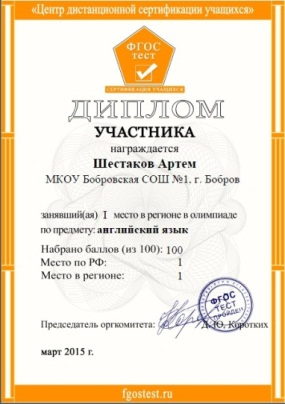 «Центр дистанционной сертификации учащихся»
ФГОС
тест
СЕРТИФИКАЦИЯ УЧАЩИХСЯ
ДИПЛОМ
УЧАСТНИКА
награждается
Шестаков Артем
МКОУ Бобровская СОШ №1, г. Бобров
занявший(ая) I место в регионе в олимпиаде
по предмету: английский язык
Набрано баллов (из 100): 100
Место по РФ: 1
Место в регионе: 1
ФГОС
ТЕСТ
ПРОЙДЕН
Председатель оргкомитета: Д. Ю. Коротких
март 2015 г.
fgostest.ru